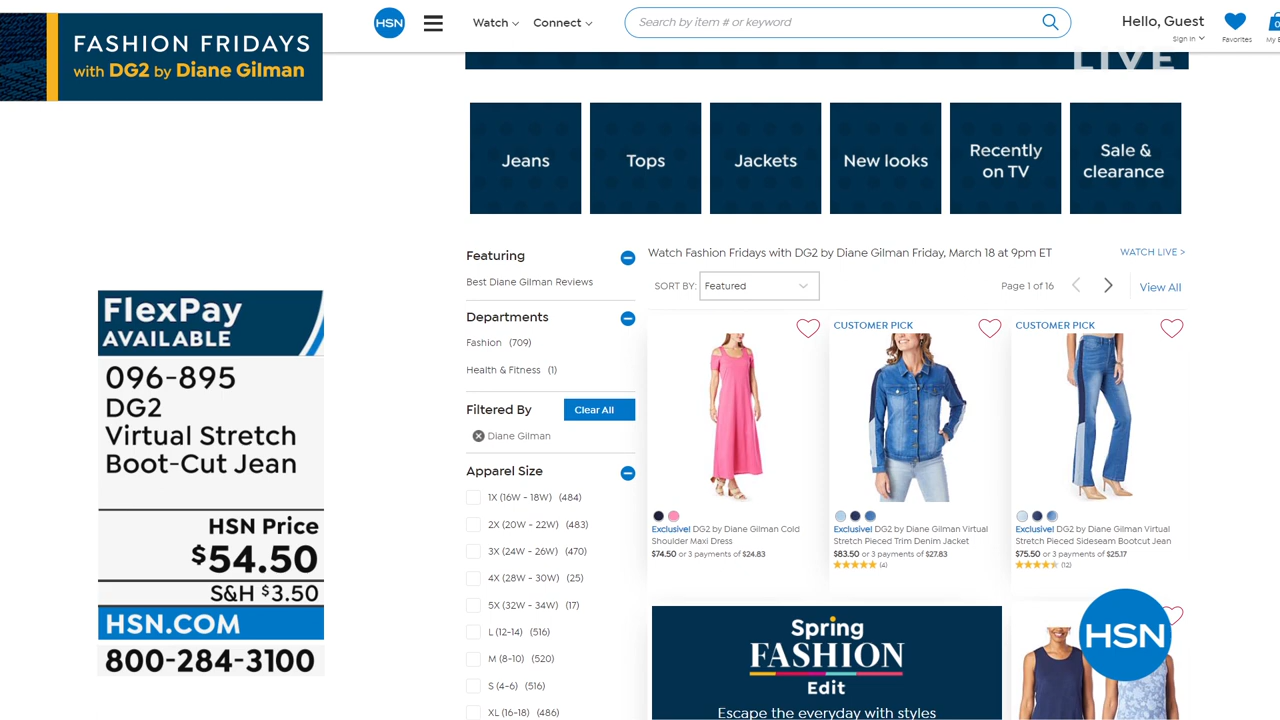 FASHION FRIDAYS
with DG2 by Diane Gilman
FlexPay
AVAILABLE
096-895
DG2
Virtual Stretch
Boot-Cut Jean
HSN Price
$54.50
S&H $3.50
HSN.COM
800-284-3100
HSN
Watch
Connect
Search by item # or keyword
Hello, Guest
Sign In
Favorites
0
LIVE
Jeans
Tops
Jackets
New looks
Recently
on TV
Sale &
clearance
Featuring
Best Diane Gilman Reviews
Departments
Fashion (709)
Health & Fitness (1)
Filtered By
Clear All
Diane Gilman
Apparel Size
1X (16W - 18W) (484)
2X (20W - 22W) (483)
3X (24W - 26W) (470)
4X (28W - 30W) (25)
5X (32W - 34W) (17)
L (12-14) (516)
M (8-10) (520)
S (4-6) (516)
XL (16-18) (486)
Watch Fashion Fridays with DG2 by Diane Gilman Friday, March 18 at 9pm ET
WATCH LIVE >
SORT BY:
Featured
Page 1 of 16
View All
Exclusive! DG2 by Diane Gilman Cold
Shoulder Maxi Dress
$74.50 or 3 payments of $24.83
CUSTOMER PICK
Exclusive! DG2 by Diane Gilman Virtual
Stretch Pieced Trim Denim Jacket
$83.50 or 3 payments of $27.83
(4)
CUSTOMER PICK
Exclusive! DG2 by Diane Gilman Virtual
Stretch Pieced Sideseam Bootcut Jean
$75.50 or 3 payments of $25.17
(12)
Spring
FASHION
Edit
Escape the everyday with styles
HSN